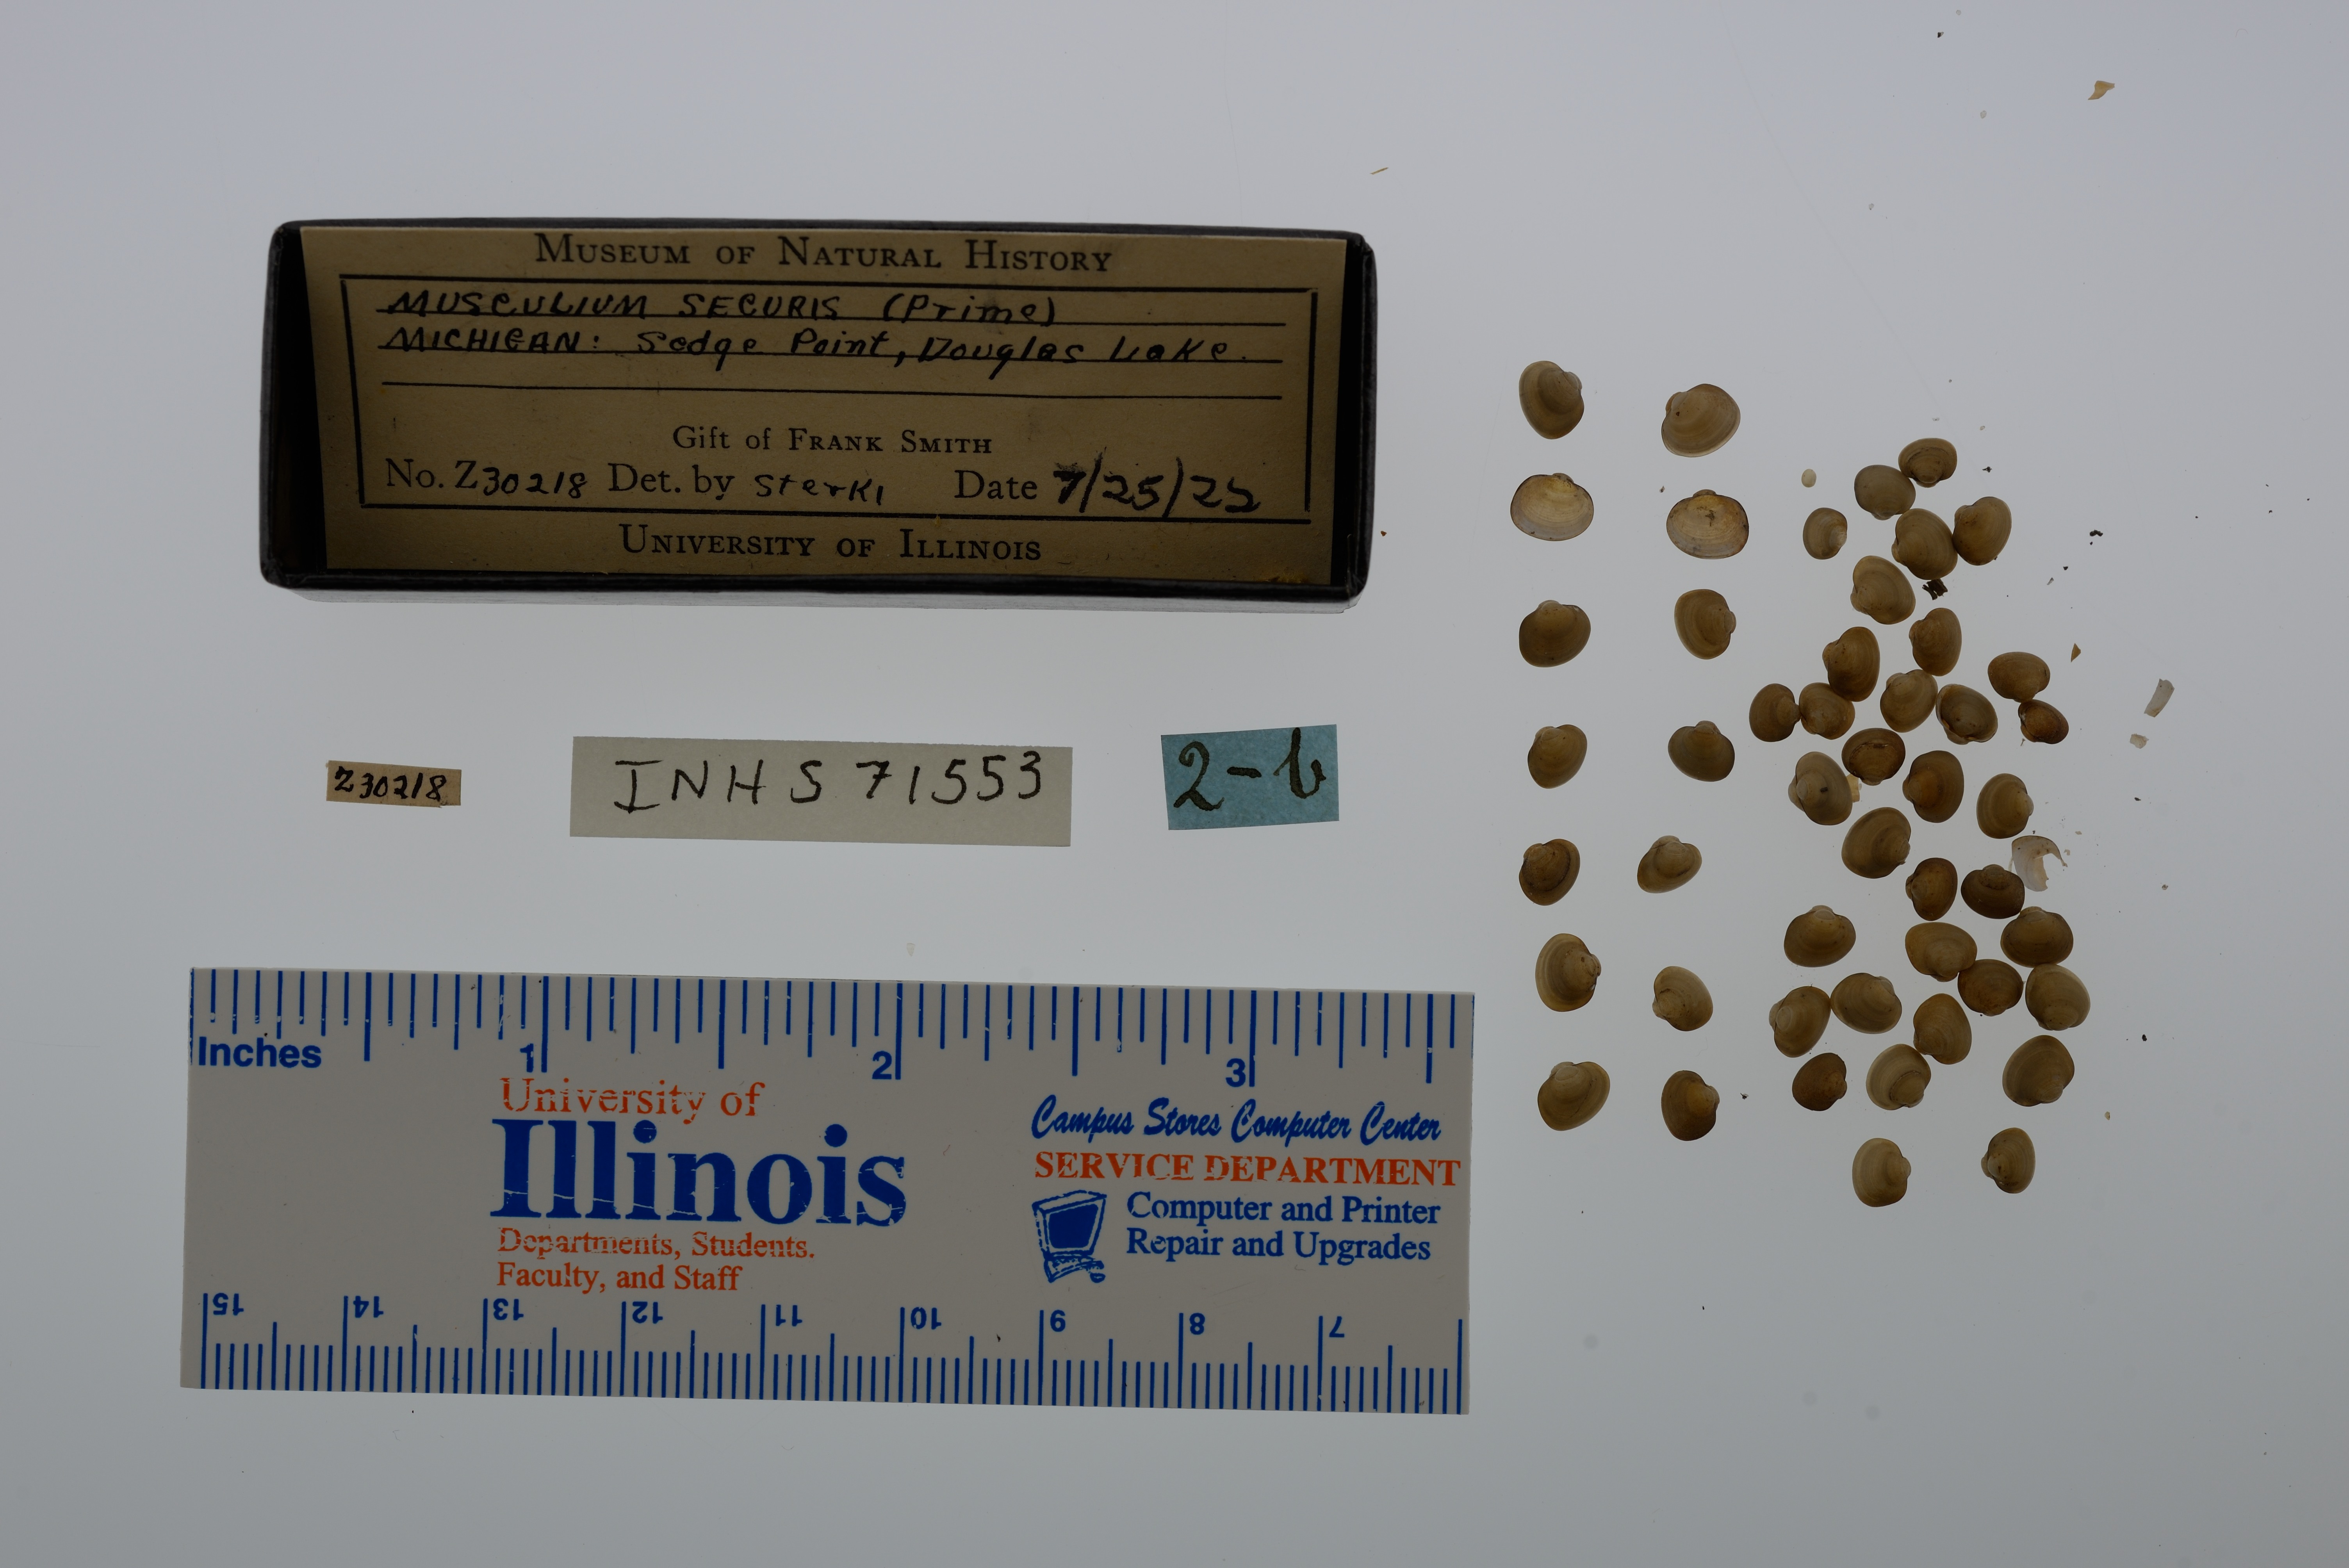 MUSEUM OF NATURAL HISTORY
MUSCULIUM SECURIS (Prime)
MICHIGAN: Sedge Point, Douglas Lake.
Gift of FRANK SMITH
No. Z30218 Det. by Sterki Date 7/25/22
UNIVERSITY OF ILLINOIS
Z30218
INHS 71553
2-b
Inches 1 2 3
University of
Illinois
Departments, Students.
Faculty, and Staff
Campus Stores Computer Center
SERVICE DEPARTMENT
Computer and Printer
Repair and Upgrades
15 14 13 12 11 10 9 8 7